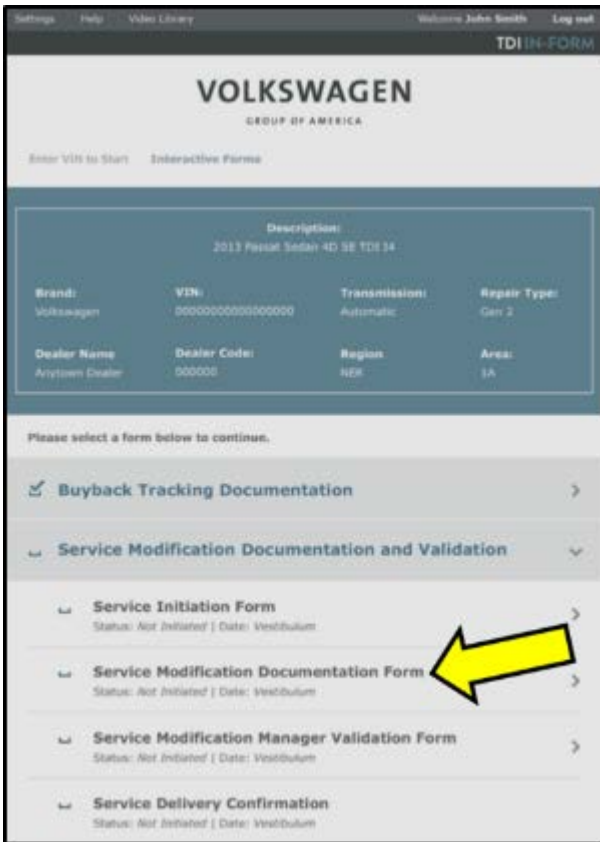 Settings Help Video Library Welcome John Smith Log out
TDI IN-FORM
VOLKSWAGEN
GROUP OF AMERICA
Enter VIN to Start Interactive Forms
Description:
2013 Passat Sedan 4D SE TDI I4
Brand: VIN: Transmission: Repair Type:
Volkswagen 00000000000000000 Automatic Gen 2
Dealer Name Dealer Code: Region Area:
Anytown Dealer 000000 NER 1A
Please select a form below to continue.
Buyback Tracking Documentation
Service Modification Documentation and Validation
Service Initiation Form
Status: Not Initiated | Date: Vestibulum
Service Modification Documentation Form
Status: Not Initiated | Date: Vestibulum
Service Modification Manager Validation Form
Status: Not Initiated | Date: Vestibulum
Service Delivery Confirmation
Status: Not Initiated | Date: Vestibulum